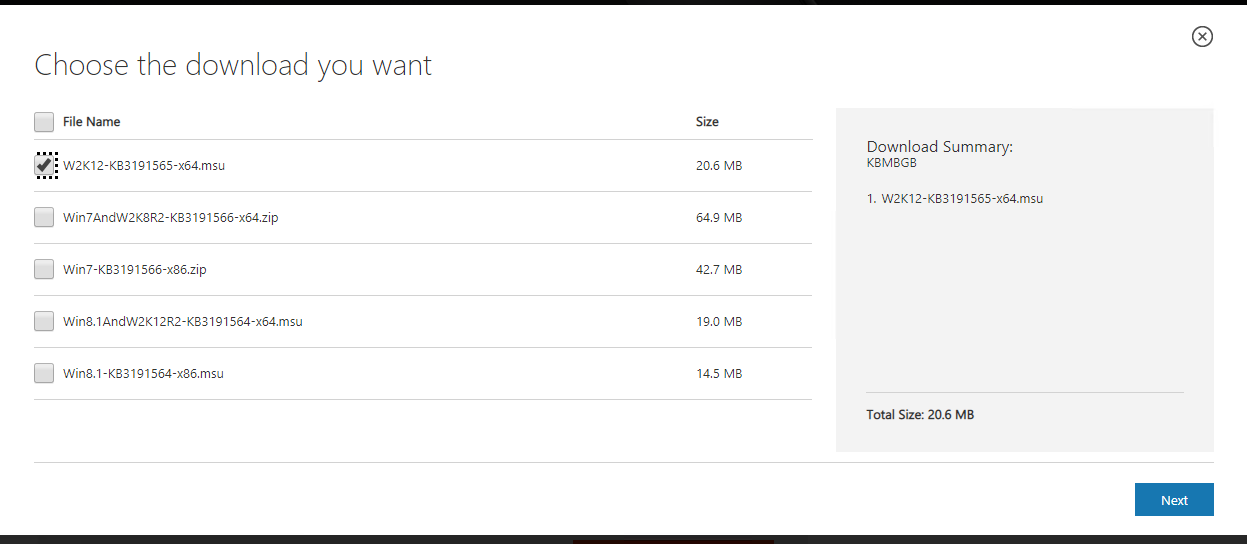 Choose the download you want
File Name Size
W2K12-KB3191565-x64.msu 20.6 MB
Win7AndW2K8R2-KB3191566-x64.zip 64.9 MB
Win7-KB3191566-x86.zip 42.7 MB
Win8.1AndW2K12R2-KB3191564-x64.msu 19.0 MB
Win8.1-KB3191564-x86.msu 14.5 MB
Download Summary:
KBMBGB
1. W2K12-KB3191565-x64.msu
Total Size: 20.6 MB
Next